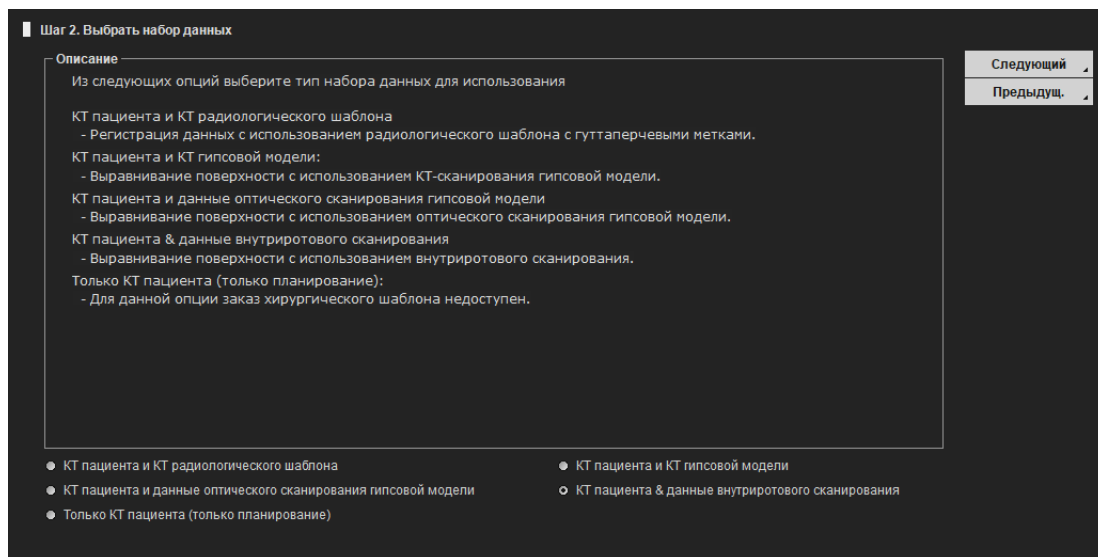 Шаг 2. Выбрать набор данных
Описание
Из следующих опций выберите тип набора данных для использования
КТ пациента и КТ радиологического шаблона
- Регистрация данных с использованием радиологического шаблона с гуттаперчевыми метками.
КТ пациента и КТ гипсовой модели:
- Выравнивание поверхности с использованием КТ-сканирования гипсовой модели.
КТ пациента и данные оптического сканирования гипсовой модели
- Выравнивание поверхности с использованием оптического сканирования гипсовой модели.
КТ пациента & данные внутриротового сканирования
- Выравнивание поверхности с использованием внутриротового сканирования.
Только КТ пациента (только планирование):
- Для данной опции заказ хирургического шаблона недоступен.
Следующий
Предыдущ.
КТ пациента и КТ радиологического шаблона
КТ пациента и КТ гипсовой модели
КТ пациента и данные оптического сканирования гипсовой модели
КТ пациента & данные внутриротового сканирования
Только КТ пациента (только планирование)